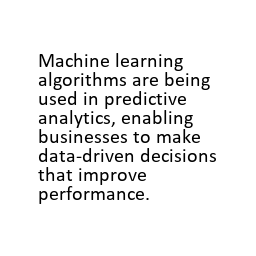 Machine learning
algorithms are being
used in predictive
analytics, enabling
businesses to make
data-driven decisions
that improve
performance.